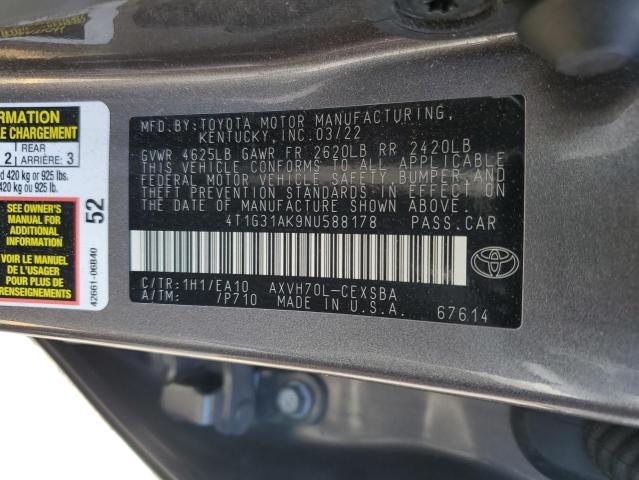 RMATION
LE CHARGEMENT
2 REAR ARRIÈRE: 3
d 420 kg or 925 lbs.
420 kg ou 925 lb.
SEE OWNER'S
MANUAL FOR
ADDITIONAL
INFORMATION
VOIR LE MANUEL
DE L'USAGER
POUR PLUS DE
RENSEIGNEMENTS
52
42661-06B40
MFD.BY:TOYOTA MOTOR MANUFACTURING,
KENTUCKY,INC.03/22
GVWR 4625LB GAWR FR 2620LB RR 2420LB
THIS VEHICLE CONFORMS TO ALL APPLICABLE
FEDERAL MOTOR VEHICLE SAFETY, BUMPER, AND
THEFT PREVENTION STANDARDS IN EFFECT ON
THE DATE OF MANUFACTURE SHOWN ABOVE.
4T1G31AK9NU588178 PASS.CAR
C/TR:1H1/EA10 AXVH70L-CEXSBA
A/TM: /P710 MADE IN U.S.A.
67614
TOYOTA